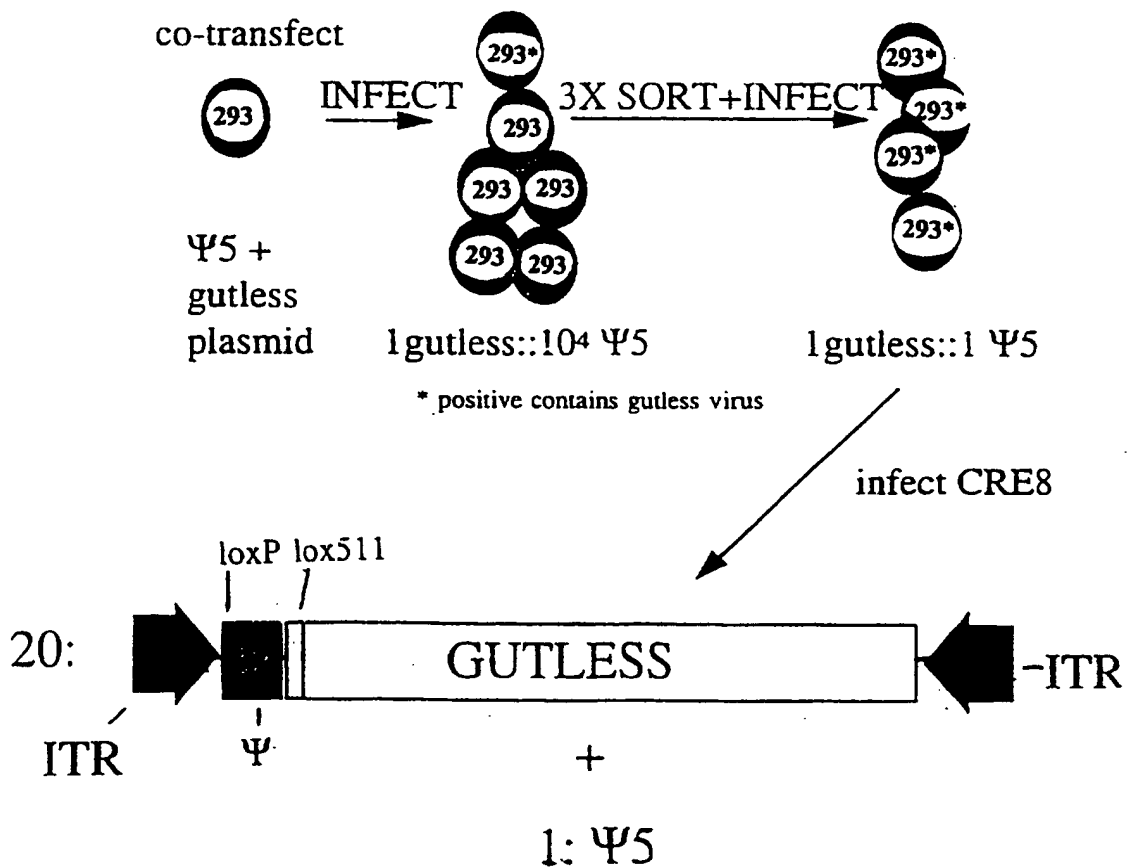 co-transfect
293
INFECT
293*
293
293
293
293
293
3X SORT+INFECT
293*
293*
293*
293*
Ψ5 +
gutless
plasmid
1gutless::10⁴ Ψ5
1gutless::1 Ψ5
* positive contains gutless virus
infect CRE8
loxP lox511
20:
GUTLESS
-ITR
ITR
Ψ
+
1: Ψ5